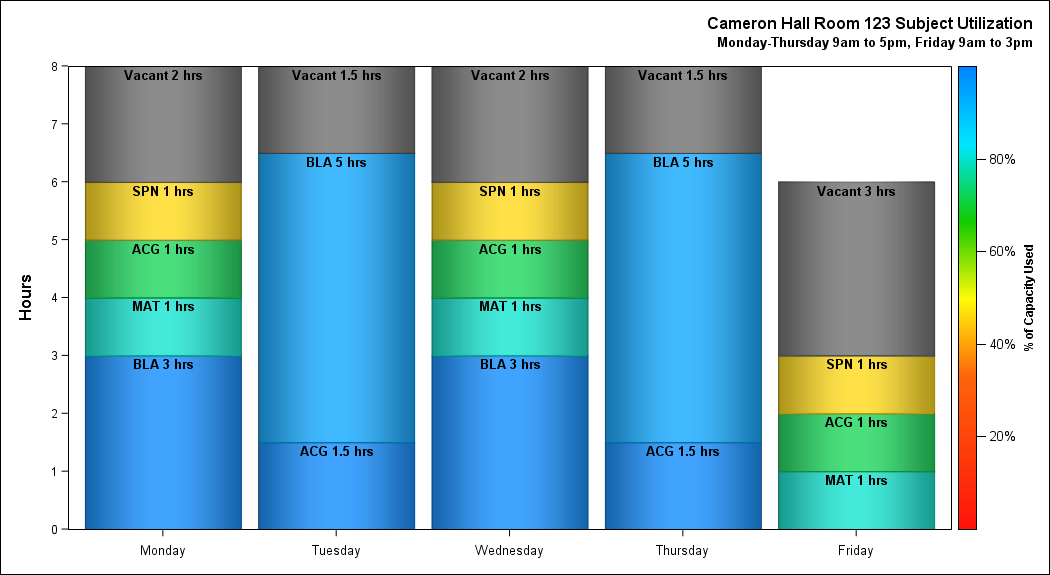 Cameron Hall Room 123 Subject Utilization
Monday-Thursday 9am to 5pm, Friday 9am to 3pm
Hours
8
7
6
5
4
3
2
1
0
Vacant 2 hrs
SPN 1 hrs
ACG 1 hrs
MAT 1 hrs
BLA 3 hrs
Monday
Vacant 1.5 hrs
BLA 5 hrs
ACG 1.5 hrs
Tuesday
Vacant 2 hrs
SPN 1 hrs
ACG 1 hrs
MAT 1 hrs
BLA 3 hrs
Wednesday
Vacant 1.5 hrs
BLA 5 hrs
ACG 1.5 hrs
Thursday
Vacant 3 hrs
SPN 1 hrs
ACG 1 hrs
MAT 1 hrs
Friday
80%
60%
40%
20%
% of Capacity Used